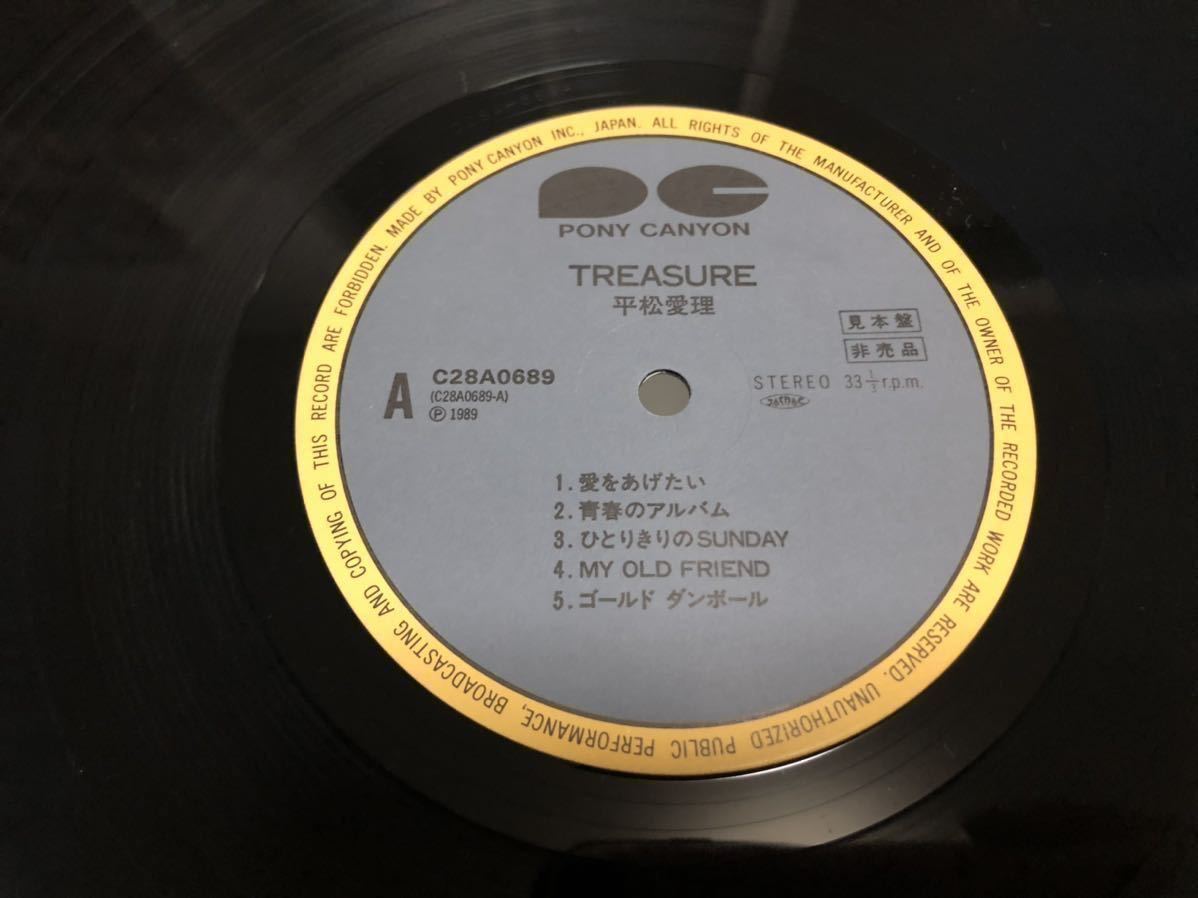 MADE BY PONY CANYON INC., JAPAN. ALL RIGHTS OF THE MANUFACTURER AND OF THE OWNER OF THE RECORDED WORK ARE RESERVED. UNAUTHORIZED PUBLIC PERFORMANCE, BROADCASTING AND COPYING OF THIS RECORD ARE FORBIDDEN.
PC
PONY CANYON
TREASURE
平松愛理
見本盤
非売品
A
C28A0689
(C28A0689-A)
Ⓟ 1989
STEREO 33 1/3 r.p.m.
JASRAC
1. 愛をあげたい
2. 青春のアルバム
3. ひとりきりのSUNDAY
4. MY OLD FRIEND
5. ゴールド ダンボール